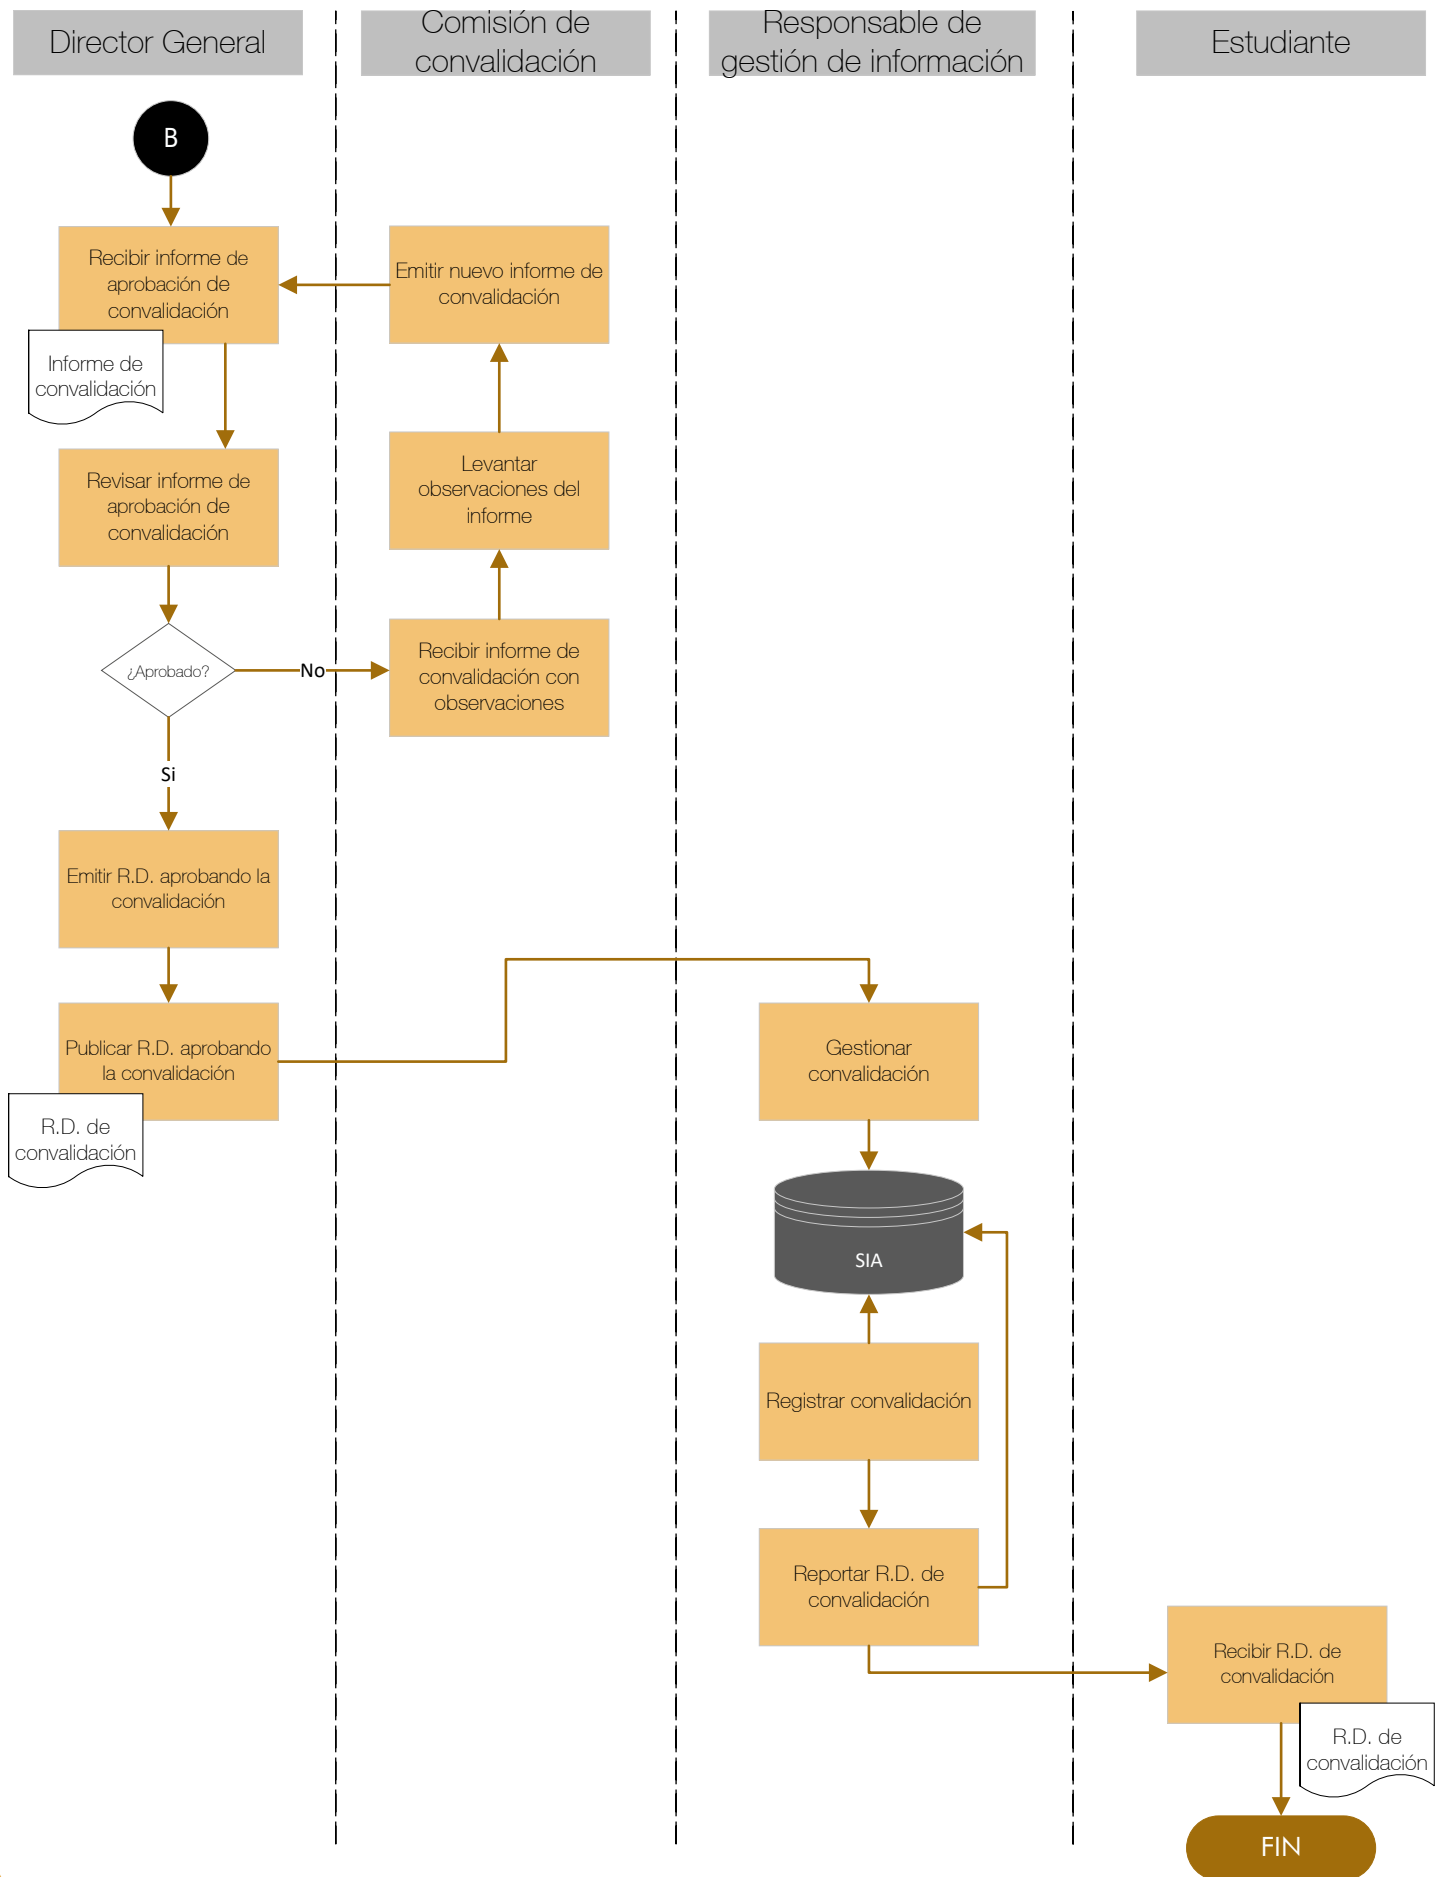 Director General
Comisión de
convalidación
Responsable de
gestión de información
Estudiante
B
Recibir informe de
aprobación de
convalidación
Informe de
convalidación
Emitir nuevo informe de
convalidación
Revisar informe de
aprobación de
convalidación
Levantar
observaciones del
informe
¿Aprobado?
No
Recibir informe de
convalidación con
observaciones
Si
Emitir R.D. aprobando la
convalidación
Publicar R.D. aprobando
la convalidación
R.D. de
convalidación
Gestionar
convalidación
SIA
Registrar convalidación
Reportar R.D. de
convalidación
Recibir R.D. de
convalidación
R.D. de
convalidación
FIN